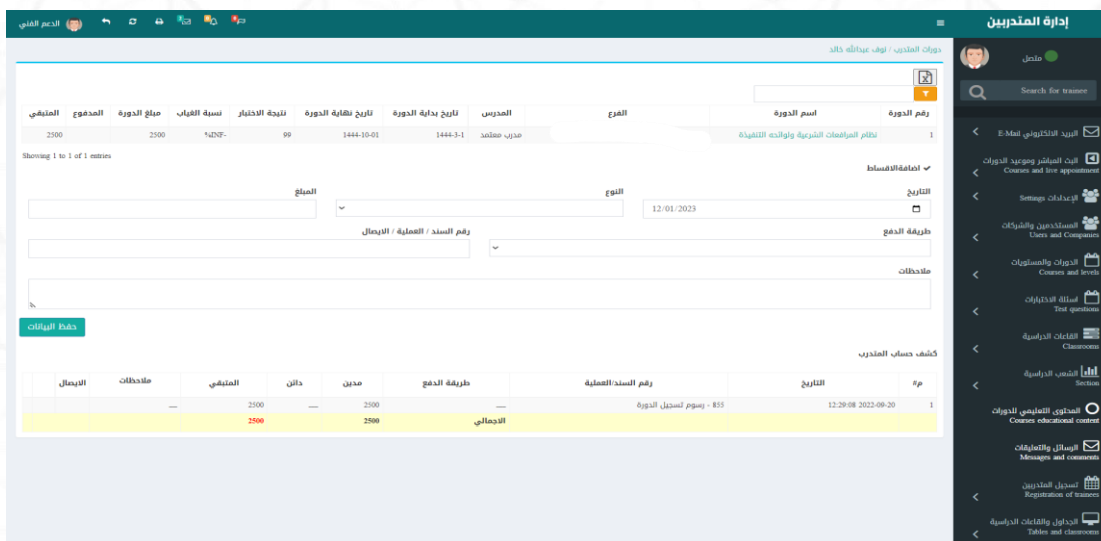 إدارة المتدربين
الدعم الفني
متصل
Search for trainee
البريد الالكتروني E-Mail
البث المباشر وموعيد الدورات
Courses and live appointment
الإعدادات Settings
المستخدمين والشركات
Users and Companies
الدورات والمستويات
Courses and levels
اسئلة الاختبارات
Test questions
القاعات الدراسية
Classrooms
الشعب الدراسية
Section
المحتوى التعليمي للدورات
Courses educational content
الرسائل والتعليقات
Messages and comments
تسجيل المتدربين
Registration of trainees
الجداول والقاعات الدراسية
Tables and classrooms
دورات المتدرب / نوف عبدالله خالد
رقم الدورة اسم الدورة الفرع المدرس تاريخ بداية الدورة تاريخ نهاية الدورة نتيجة الاختبار نسبة الغياب مبلغ الدورة المدفوع المتبقي
1 نظام المرافعات الشرعية ولوائحه التنفيذة مدرب معتمد 1444-3-1 1444-10-01 99 %INF- 2500 2500
Showing 1 to 1 of 1 entries
اضافةالاقساط
التاريخ النوع المبلغ
12/01/2023
طريقة الدفع رقم السند / العملية / الايصال
ملاحظات
حفظ البيانات
كشف حساب المتدرب
م# التاريخ رقم السند/العملية طريقة الدفع مدين دائن المتبقي ملاحظات الايصال
1 2022-09-20 12:29:08 855 - رسوم تسجيل الدورة __ 2500 __ 2500 __
الاجمالي 2500 2500